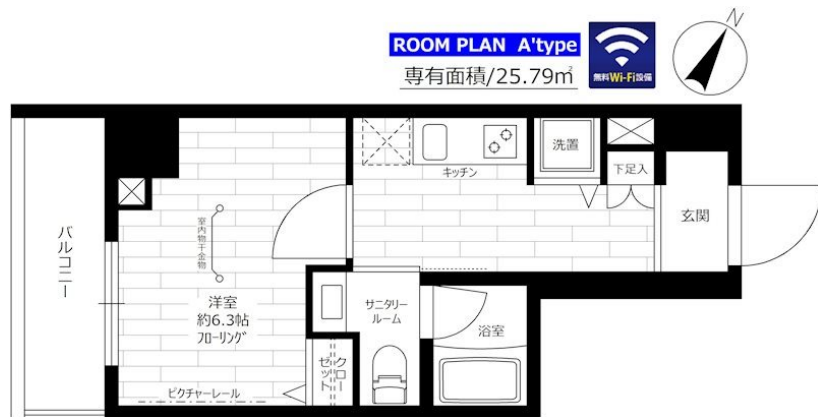 ROOM PLAN A'type
専有面積/25.79㎡
無料Wi-Fi設備
N
洗置
下足入
キッチン
玄関
バルコニー
室内物干金物
洋室
約6.3帖
フローリング
サニタリー
ルーム
浴室
クロー
ゼット
ピクチャーレール